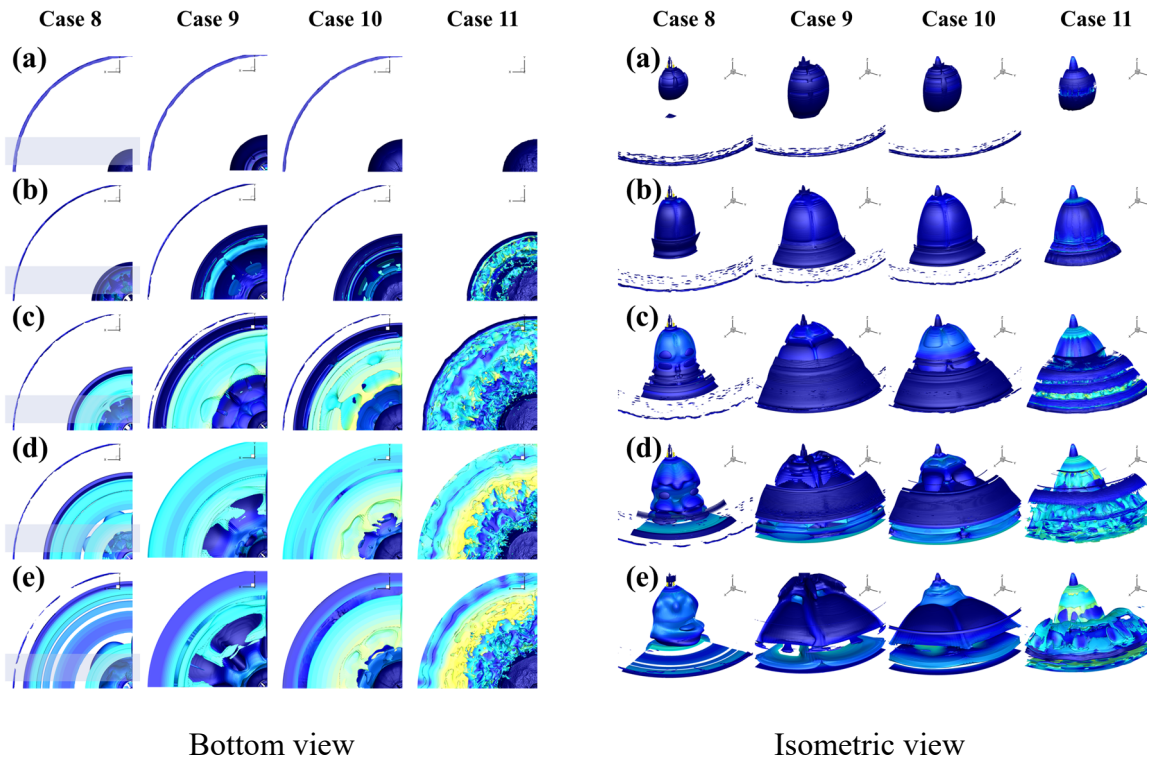 Case 8 Case 9 Case 10 Case 11 Case 8 Case 9 Case 10 Case 11
(a) (a)
(b) (b)
(c) (c)
(d) (d)
(e) (e)
Bottom view Isometric view